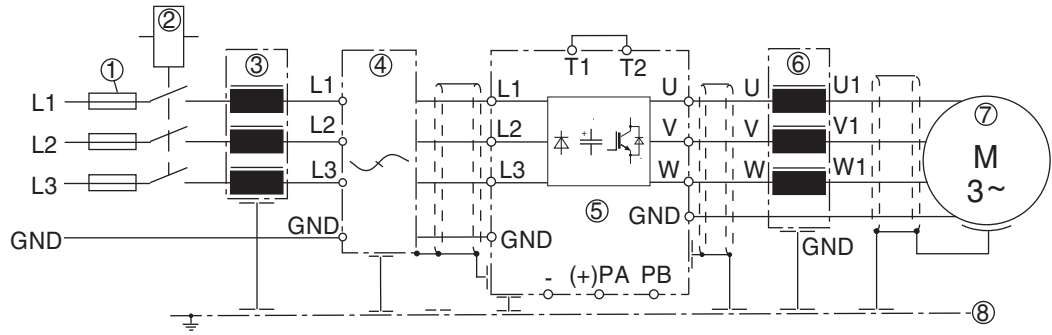 ②
① ③ ④ T1 T2 ⑥ ⑦
L1 L1 L1 U U U1
L2 L2 L2 V V V1
L3 L3 L3 W W W1
M
3~
⑤ GND
GND GND GND GND
- (+)PA PB
⑧